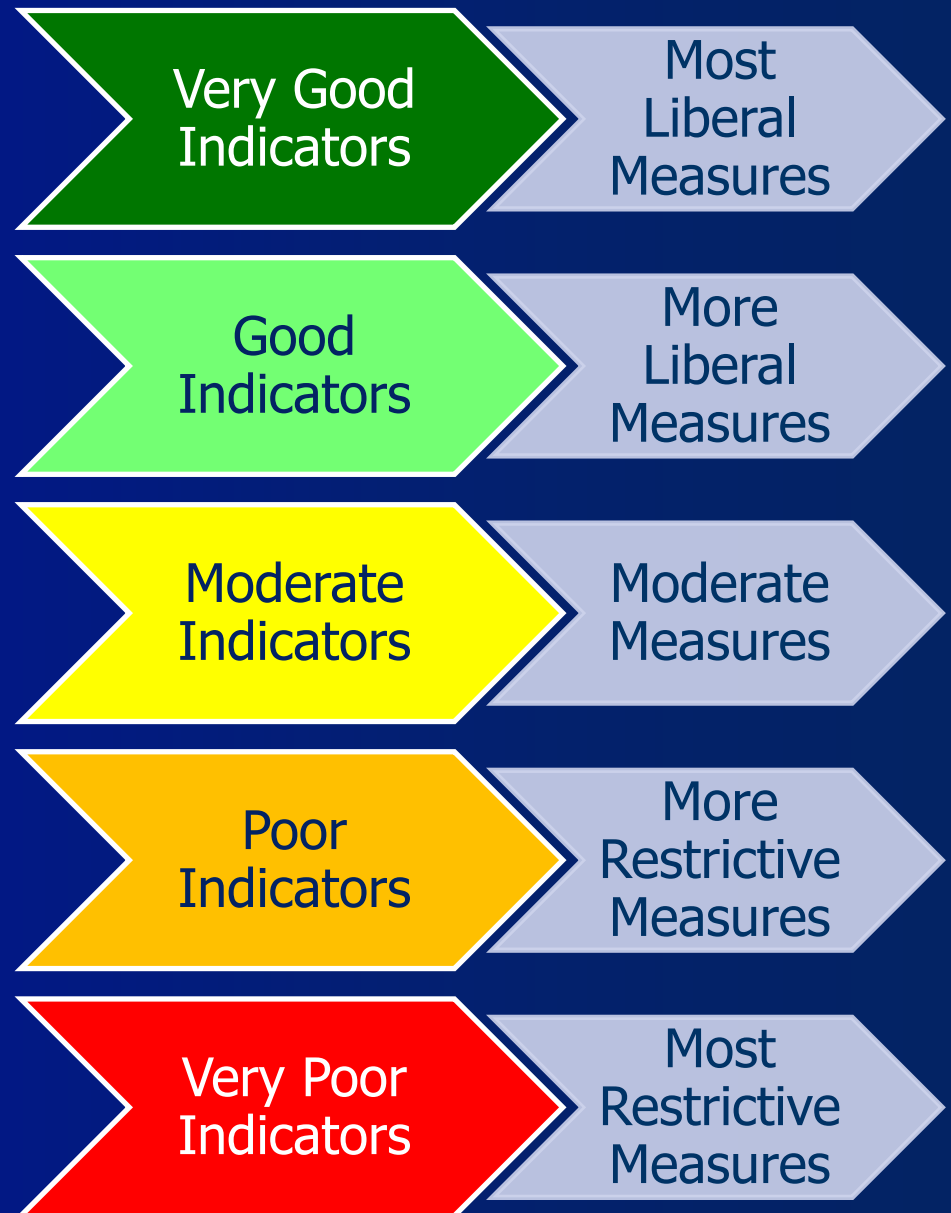 Very Good
Indicators
Most
Liberal
Measures
Good
Indicators
More
Liberal
Measures
Moderate
Indicators
Moderate
Measures
Poor
Indicators
More
Restrictive
Measures
Very Poor
Indicators
Most
Restrictive
Measures